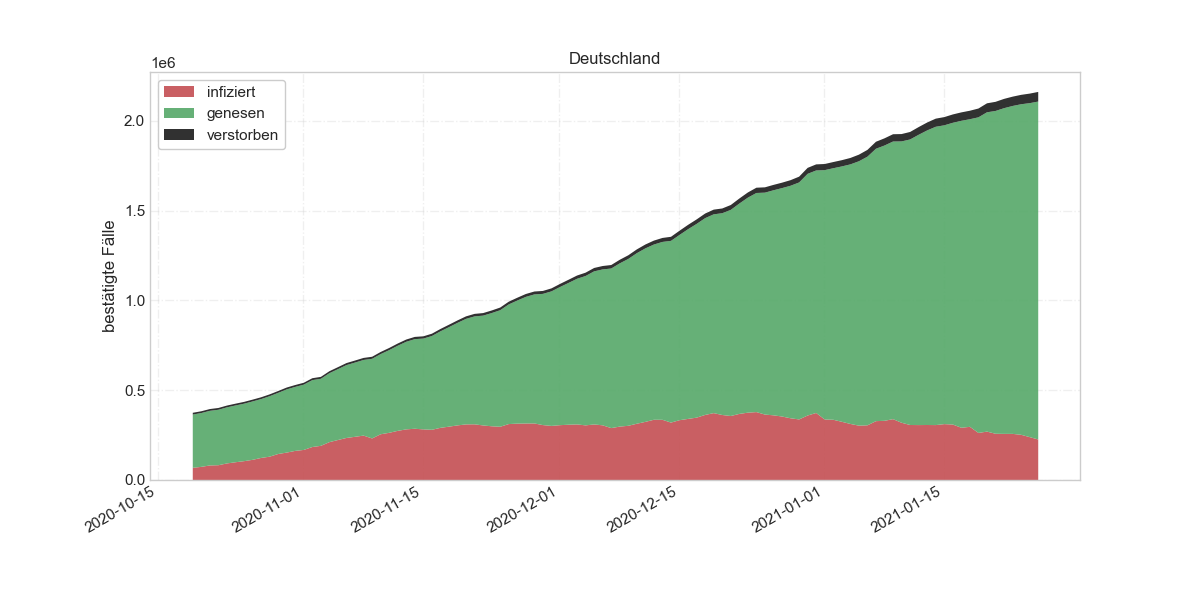 Deutschland
1e6
infiziert
genesen
verstorben
bestätigte Fälle
2.0
1.5
1.0
0.5
0.0
2020-10-15
2020-11-01
2020-11-15
2020-12-01
2020-12-15
2021-01-01
2021-01-15